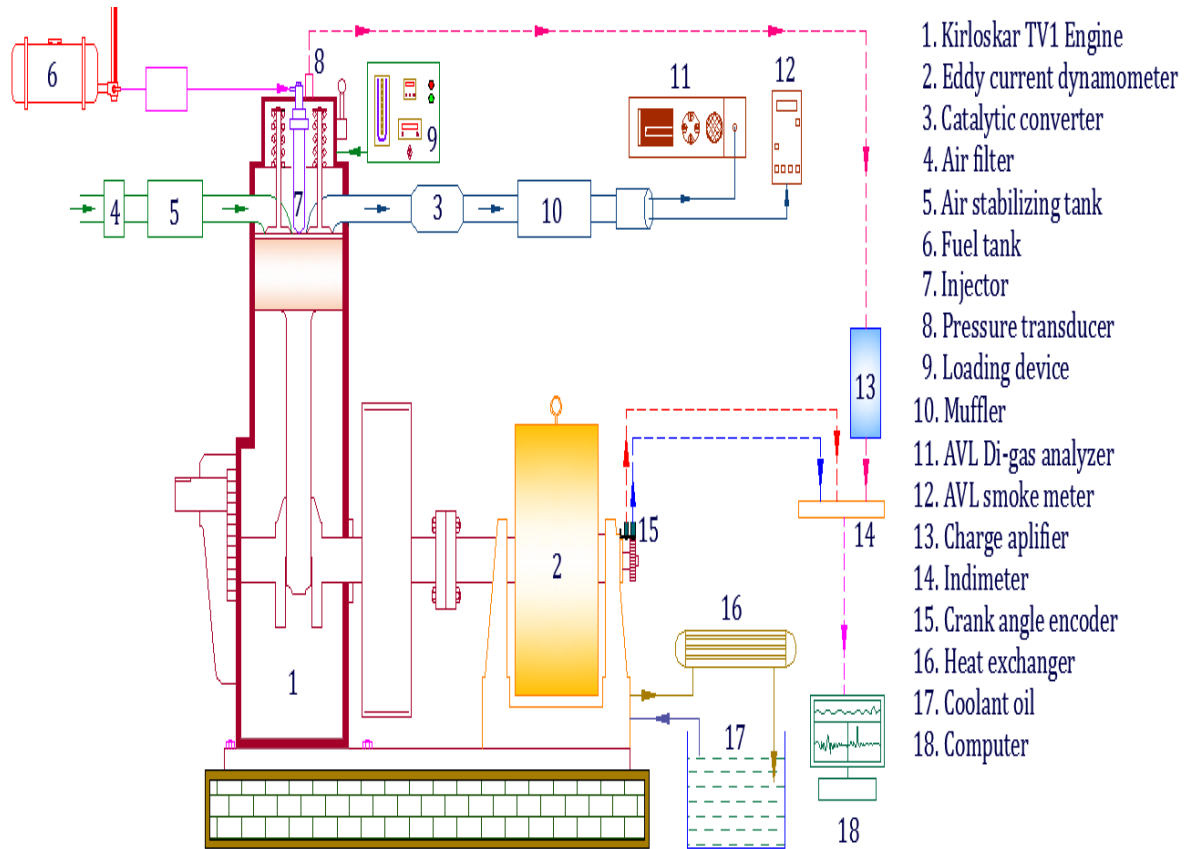 6
8
9
11
12
4
5
7
3
10
13
14
15
2
16
1
17
18
1. Kirloskar TV1 Engine
2. Eddy current dynamometer
3. Catalytic converter
4. Air filter
5. Air stabilizing tank
6. Fuel tank
7. Injector
8. Pressure transducer
9. Loading device
10. Muffler
11. AVL Di-gas analyzer
12. AVL smoke meter
13. Charge aplifier
14. Indimeter
15. Crank angle encoder
16. Heat exchanger
17. Coolant oil
18. Computer